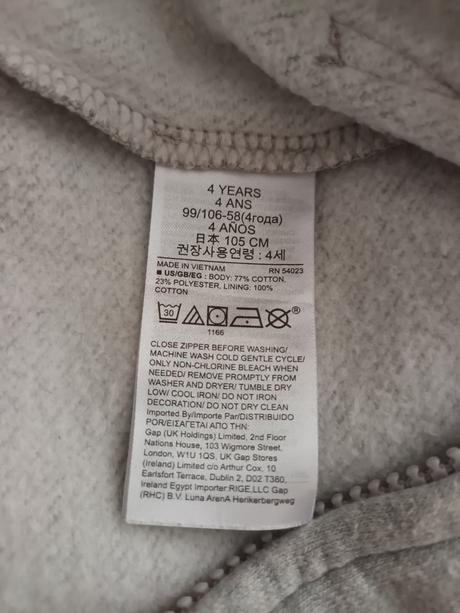 4 YEARS
4 ANS
99/106-58(4года)
4 AÑOS
日本 105 CM
권장사용연령 : 4세
MADE IN VIETNAM RN 54023
■ US/GB/EG : BODY: 77% COTTON,
23% POLYESTER, LINING: 100%
COTTON
30
®
1166
CLOSE ZIPPER BEFORE WASHING/
MACHINE WASH COLD GENTLE CYCLE/
ONLY NON-CHLORINE BLEACH WHEN
NEEDED/ REMOVE PROMPTLY FROM
WASHER AND DRYER/ TUMBLE DRY
LOW/ COOL IRON/ DO NOT IRON
DECORATION/ DO NOT DRY CLEAN
Imported By/Importe Par/DISTRIBUIDO
POR/ΕΙΣΑΓΕΤΑΙ ΑΠΟ ΤΗΝ:
Gap (UK Holdings) Limited, 2nd Floor
Nations House, 103 Wigmore Street,
London, W1U 1QS, UK Gap Stores
(Ireland) Limited c/o Arthur Cox, 10
Earlsfort Terrace, Dublin 2, D02 T380,
Ireland Egypt Importer:RIGE,LLC Gap
(RHC) B.V. Luna ArenA Herikerbergweg